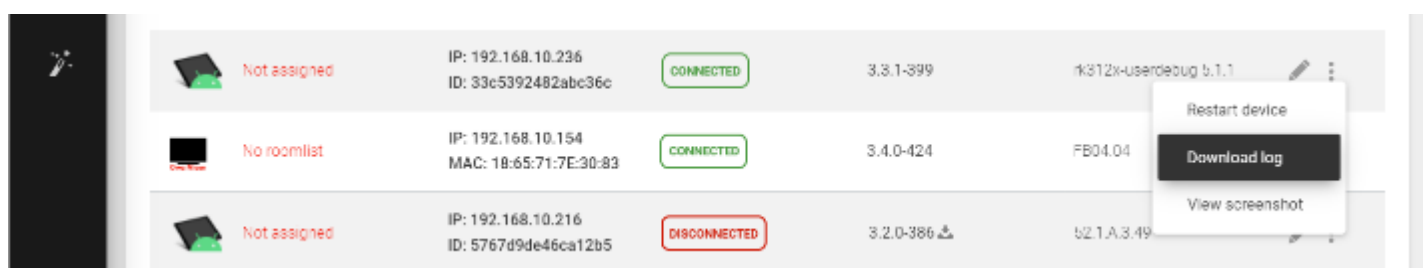 Not assigned
IP: 192.168.10.236
ID: 33c5392482abc36c
CONNECTED
3.3.1-399
rk312x-userdebug 5.1.1
Restart device
No roomlist
IP: 192.168.10.154
MAC: 18:65:71:7E:30:83
CONNECTED
3.4.0-424
FB04.04
Download log
View screenshot
Not assigned
IP: 192.168.10.216
ID: 5767d9de46ca12b5
DISCONNECTED
3.2.0-386
52.1.A.3.49